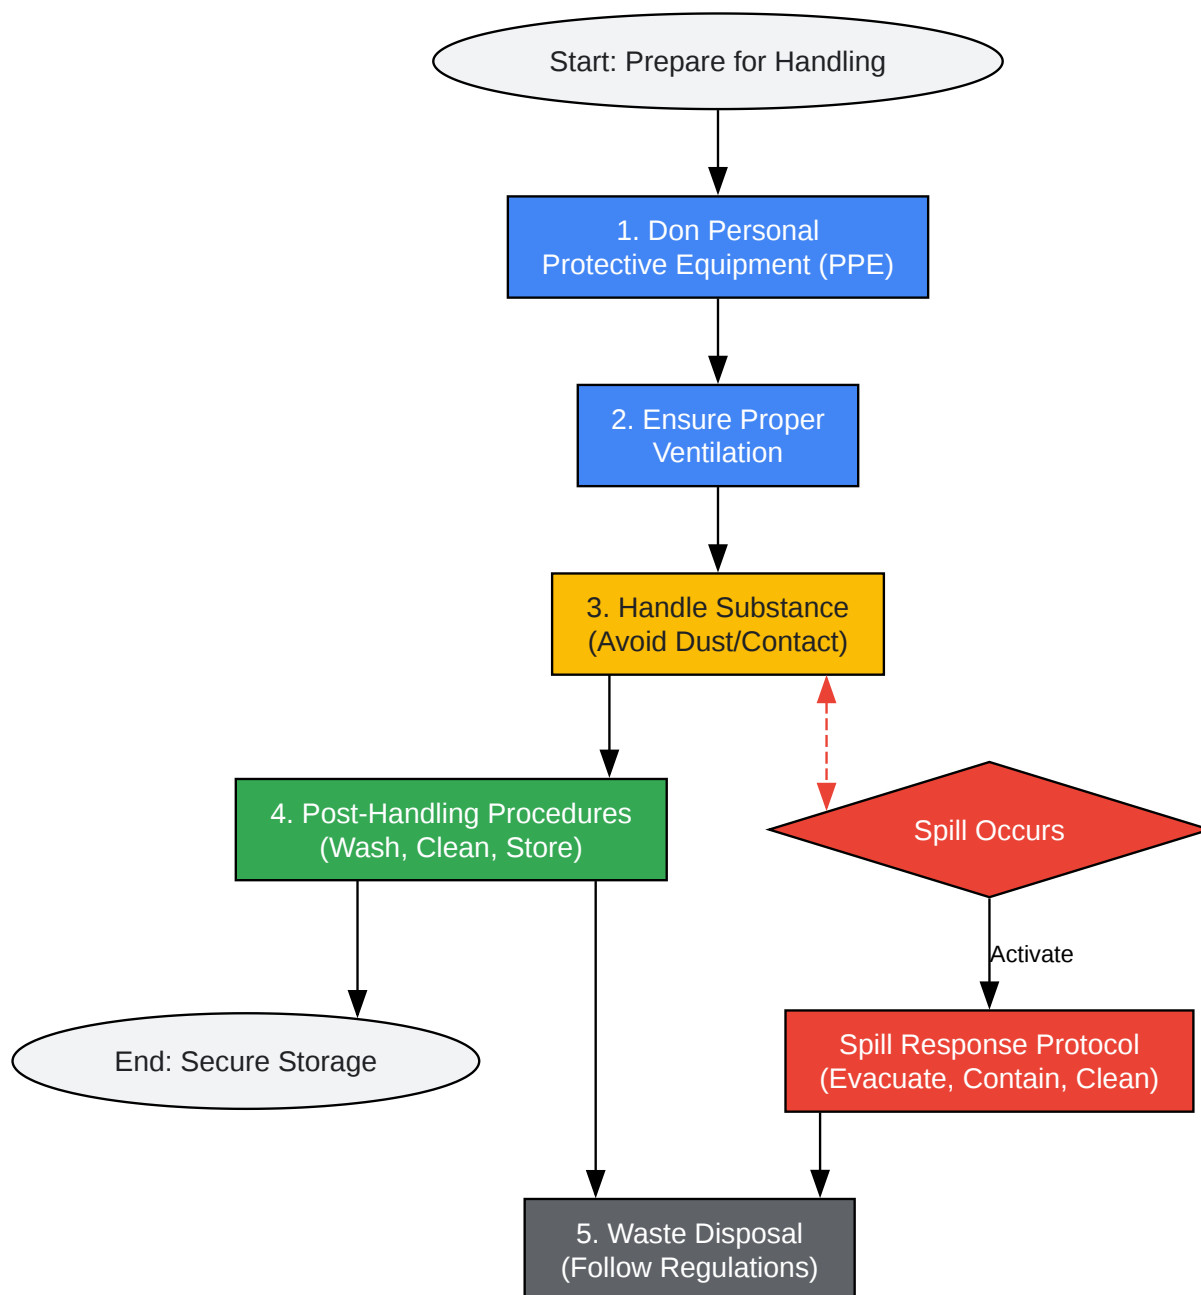 Start: Prepare for Handling
1. Don Personal
Protective Equipment (PPE)
2. Ensure Proper
Ventilation
3. Handle Substance
(Avoid Dust/Contact)
4. Post-Handling Procedures
(Wash, Clean, Store)
Spill Occurs
Activate
End: Secure Storage
Spill Response Protocol
(Evacuate, Contain, Clean)
5. Waste Disposal
(Follow Regulations)